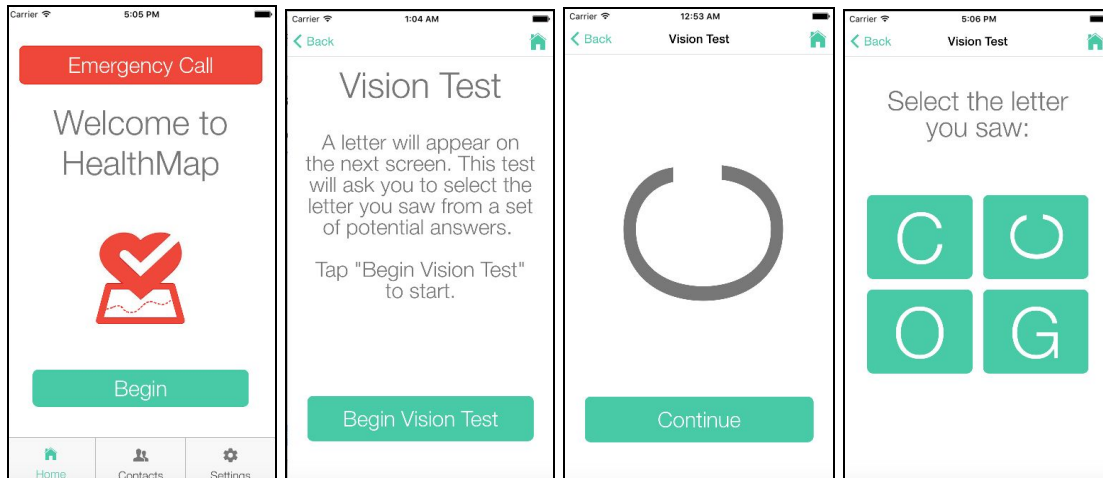 Carrier 5:05 PM
Emergency Call
Welcome to
HealthMap
Begin
Home Contacts Settings
Carrier 1:04 AM
Back
Vision Test
A letter will appear on
the next screen. This test
will ask you to select the
letter you saw from a set
of potential answers.
Tap "Begin Vision Test"
to start.
Begin Vision Test
Carrier 12:53 AM
Back Vision Test
Continue
Carrier 5:06 PM
Back Vision Test
Select the letter
you saw:
C C
O G